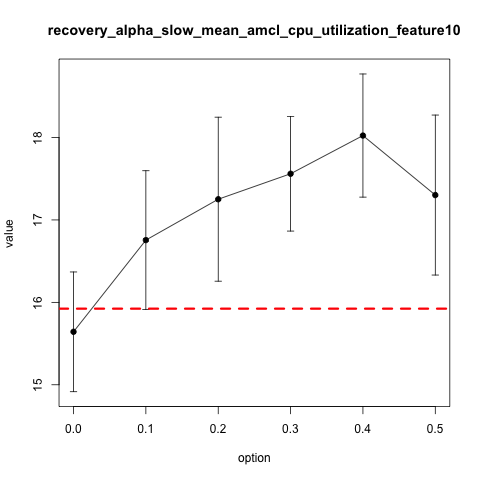 recovery_alpha_slow_mean_amcl_cpu_utilization_feature10
18
17
16
15
value
0.0 0.1 0.2 0.3 0.4 0.5
option